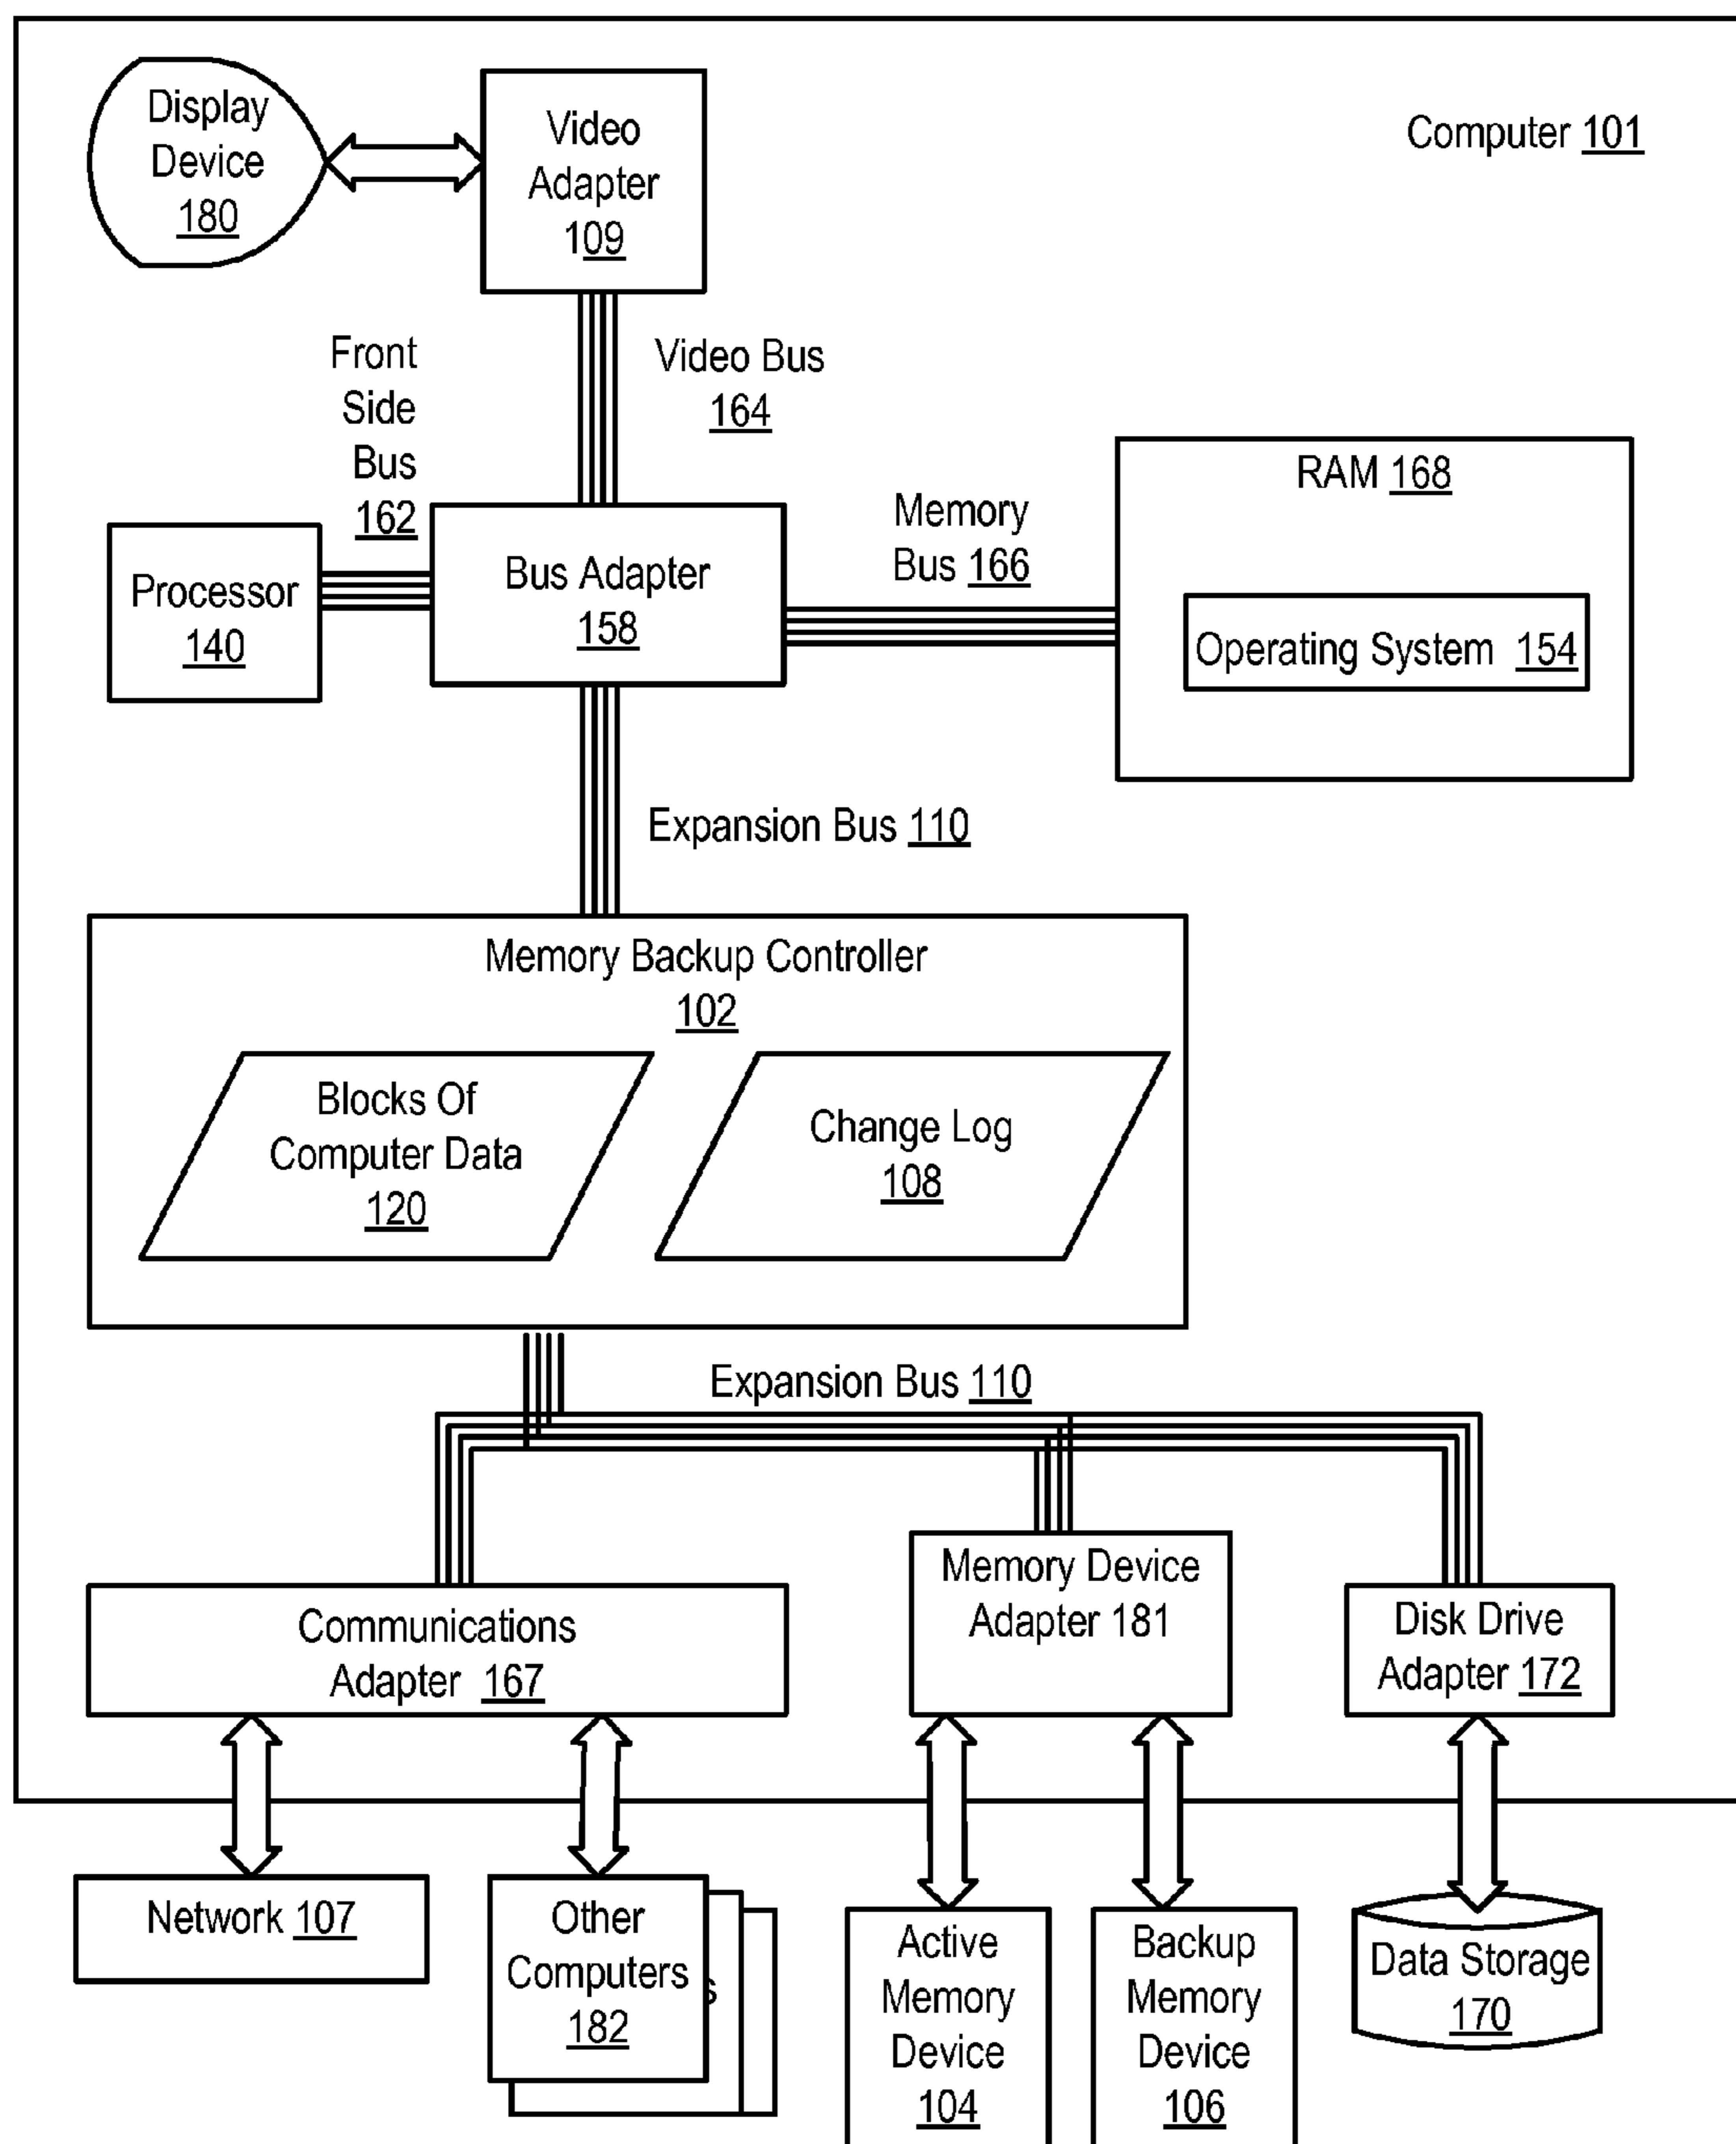 Display
Device
180
Video
Adapter
109
Computer 101
Front
Side
Bus
162
Video Bus
164
RAM 168
Memory
Bus 166
Bus Adapter
158
Processor
140
Operating System 154
Expansion Bus 110
Memory Backup Controller
102
Blocks Of
Computer Data
120
Change Log
108
Expansion Bus 110
Communications
Adapter 167
Memory Device
Adapter 181
Disk Drive
Adapter 172
Network 107
Other
Computers
182
s
Active
Memory
Device
104
Backup
Memory
Device
106
Data Storage
170